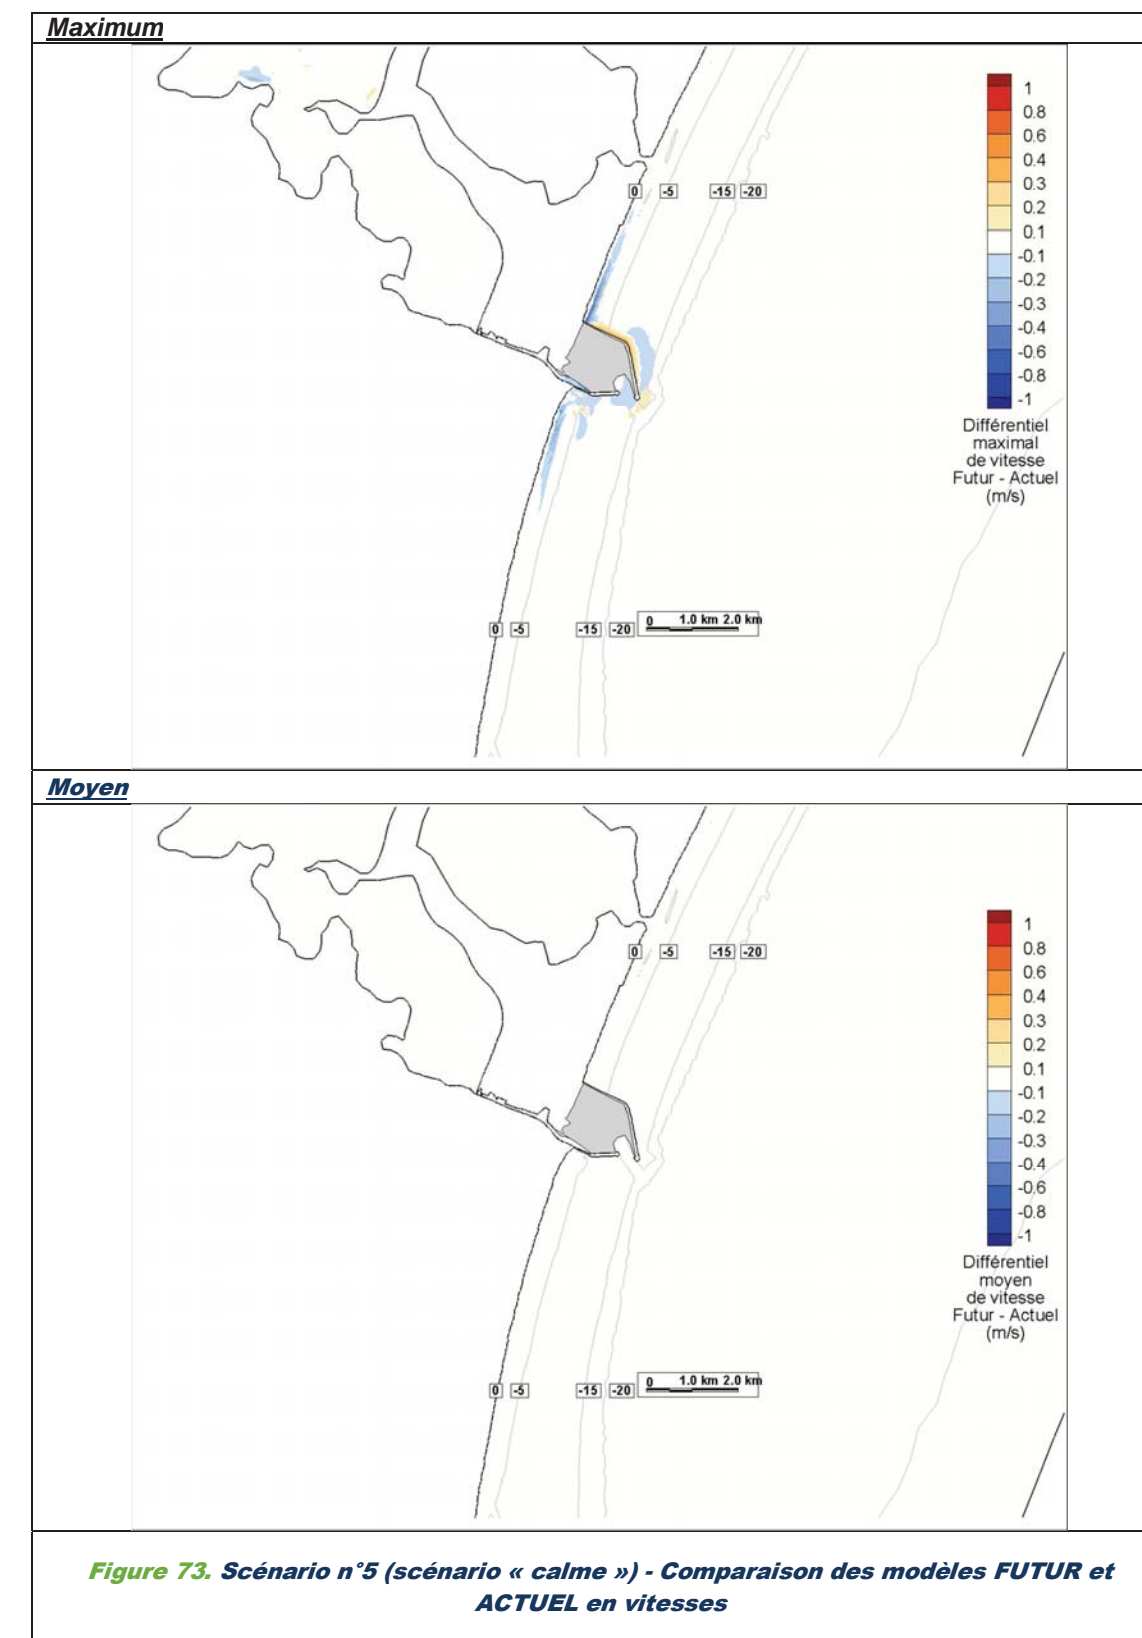 Maximum
1
0.8
0.6
0.4
0.3
0.2
0.1
-0.1
-0.2
-0.3
-0.4
-0.6
-0.8
-1
Différentiel
maximal
de vitesse
Futur - Actuel
(m/s)
0 -5 -15 -20
0 -5 -15 -20
0 1.0 km 2.0 km
Moyen
1
0.8
0.6
0.4
0.3
0.2
0.1
-0.1
-0.2
-0.3
-0.4
-0.6
-0.8
-1
Différentiel
moyen
de vitesse
Futur - Actuel
(m/s)
0 -5 -15 -20
0 -5 -15 -20
0 1.0 km 2.0 km
Figure 73. Scénario n°5 (scénario « calme ») - Comparaison des modèles FUTUR et
ACTUEL en vitesses